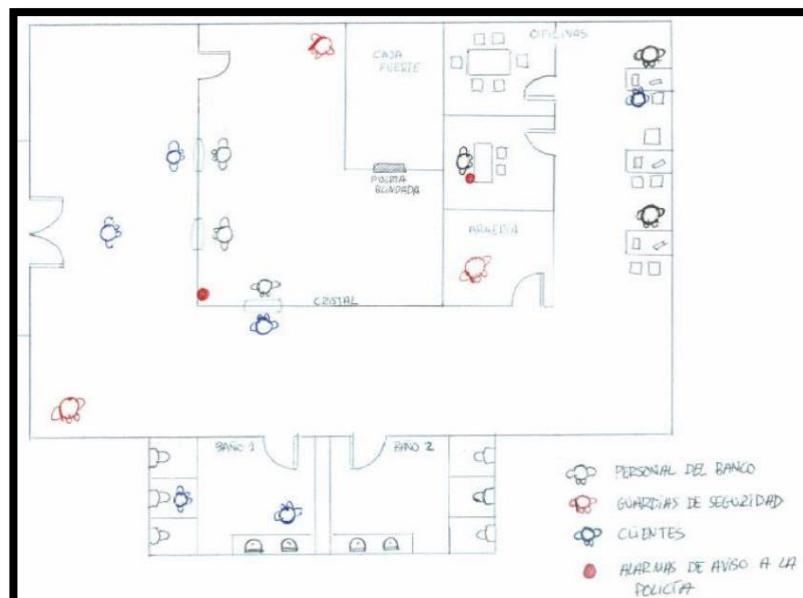 OFICINAS
CAJA
FUERTE
PUERTA
BLINDADA
ARMERIA
CRISTAL
BAÑO 1
BAÑO 2
PERSONAL DEL BANCO
GUARDIAS DE SEGURIDAD
CLIENTES
ALARMAS DE AVISO A LA
POLICÍA